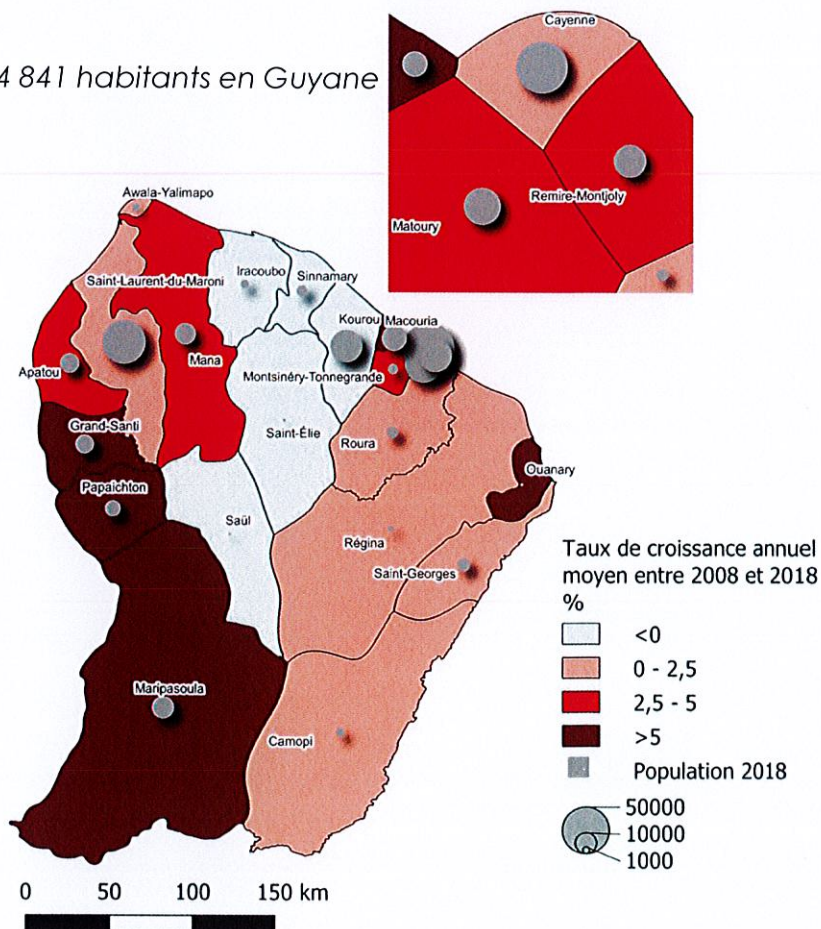 4 841 habitants en Guyane
Cayenne
Remire-Montjoly
Matoury
Awala-Yalimapo
Saint-Laurent-du-Maroni
Iracoubo
Sinnamary
Kourou
Macouria
Mana
Apatou
Montsinéry-Tonnegrande
Grand-Santi
Saint-Élie
Roura
Papaichton
Ouanary
Saül
Régina
Saint-Georges
Maripasoula
Camopi
Taux de croissance annuel
moyen entre 2008 et 2018
%
<0
0 - 2,5
2,5 - 5
>5
Population 2018
50000
10000
1000
0 50 100 150 km